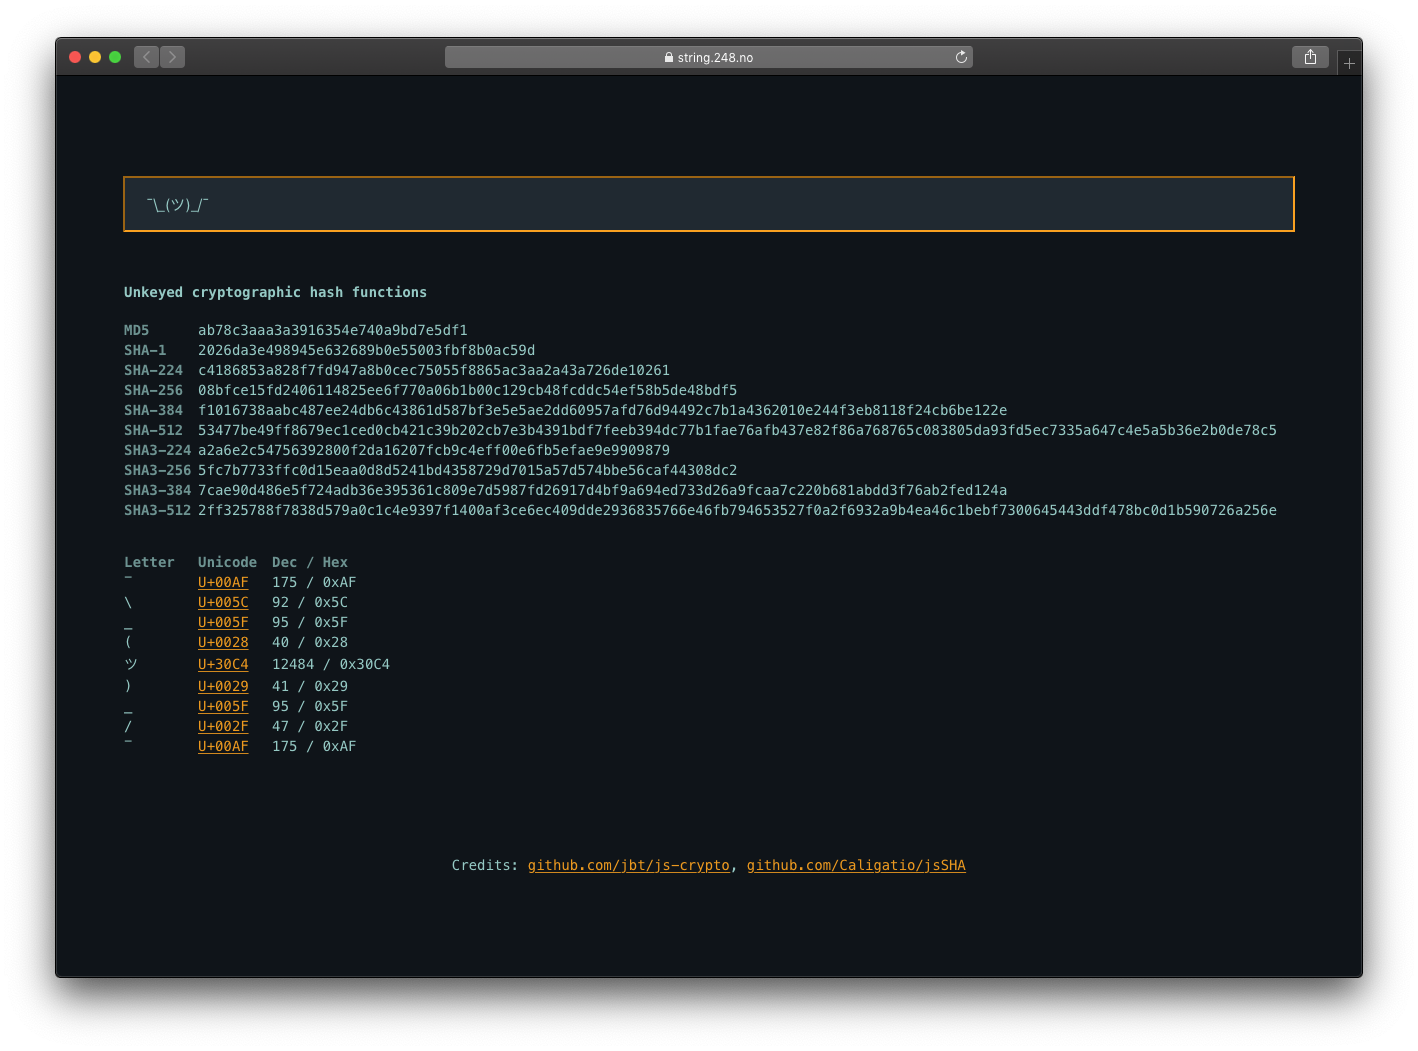 string.248.no
¯\_(ツ)_/¯
Unkeyed cryptographic hash functions
MD5 ab78c3aaa3a3916354e740a9bd7e5df1
SHA-1 2026da3e498945e632689b0e55003fbf8b0ac59d
SHA-224 c4186853a828f7fd947a8b0cec75055f8865ac3aa2a43a726de10261
SHA-256 08bfce15fd2406114825ee6f770a06b1b00c129cb48fcddc54ef58b5de48bdf5
SHA-384 f1016738aabc487ee24db6c43861d587bf3e5e5ae2dd60957afd76d94492c7b1a4362010e244f3eb8118f24cb6be122e
SHA-512 53477be49ff8679ec1ced0cb421c39b202cb7e3b4391bdf7feeb394dc77b1fae76afb437e82f86a768765c083805da93fd5ec7335a647c4e5a5b36e2b0de78c5
SHA3-224 a2a6e2c54756392800f2da16207fcb9c4eff00e6fb5efae9e9909879
SHA3-256 5fc7b7733ffc0d15eaa0d8d5241bd4358729d7015a57d574bbe56caf44308dc2
SHA3-384 7cae90d486e5f724adb36e395361c809e7d5987fd26917d4bf9a694ed733d26a9fcaa7c220b681abdd3f76ab2fed124a
SHA3-512 2ff325788f7838d579a0c1c4e9397f1400af3ce6ec409dde2936835766e46fb794653527f0a2f6932a9b4ea46c1bebf7300645443ddf478bc0d1b590726a256e
Letter Unicode Dec / Hex
¯ U+00AF 175 / 0xAF
\ U+005C 92 / 0x5C
_ U+005F 95 / 0x5F
( U+0028 40 / 0x28
ツ U+30C4 12484 / 0x30C4
) U+0029 41 / 0x29
_ U+005F 95 / 0x5F
/ U+002F 47 / 0x2F
¯ U+00AF 175 / 0xAF
Credits: github.com/jbt/js-crypto, github.com/Caligatio/jsSHA